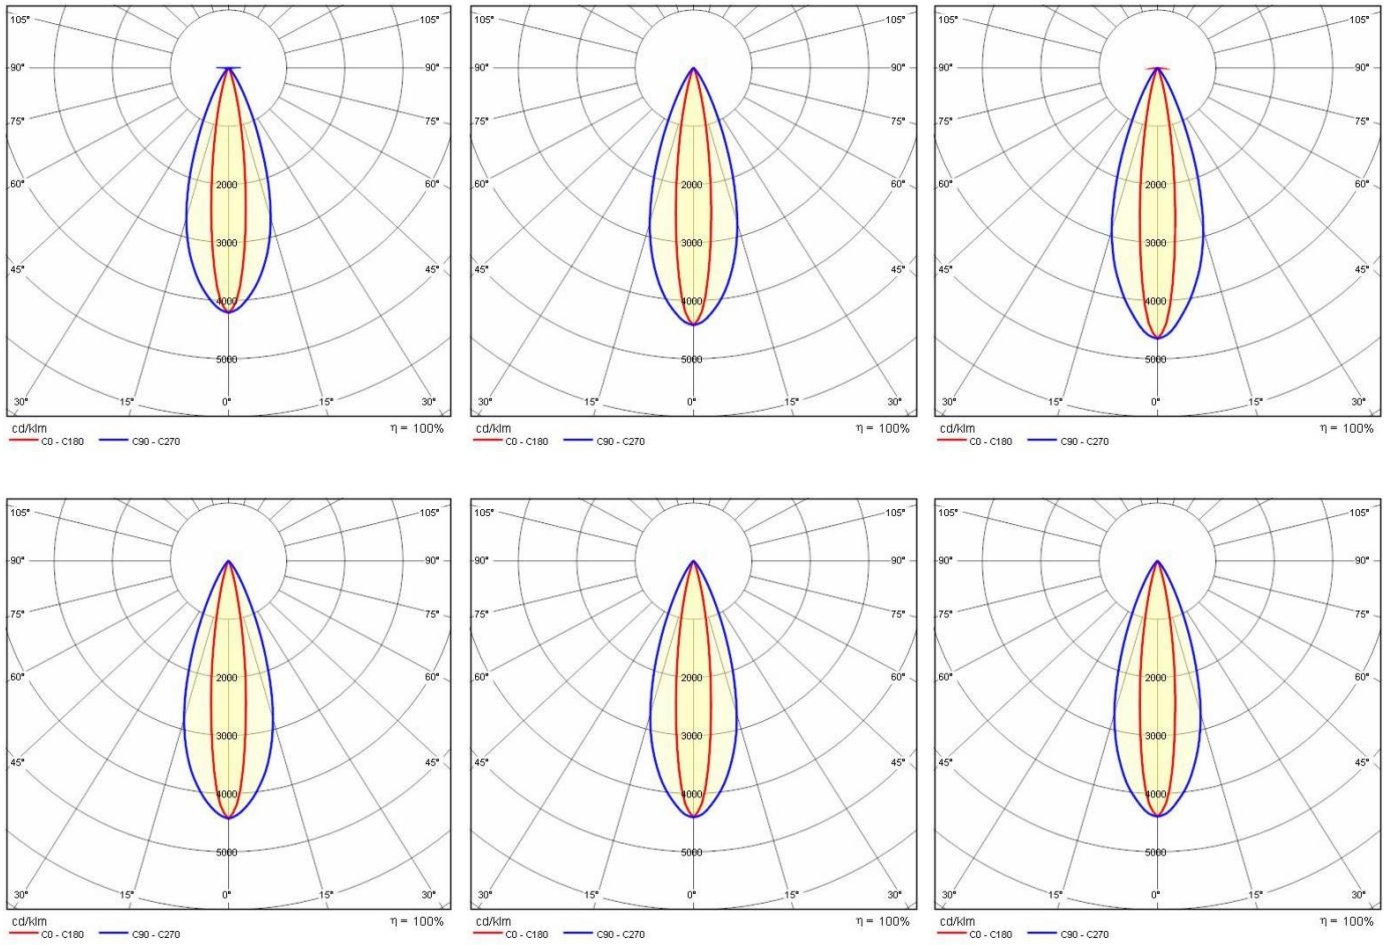 105° 105° 105° 105° 105° 105°
90° 90° 90° 90° 90° 90°
75° 75° 75° 75° 75° 75°
60° 2000 60° 60° 2000 60° 60° 2000 60°
45° 3000 45° 45° 3000 45° 45° 3000 45°
4000 4000 4000
5000 5000 5000
30° 15° 0° 15° 30° 30° 15° 0° 15° 30° 30° 15° 0° 15° 30°
cd/klm η = 100% cd/klm η = 100% cd/klm η = 100%
C0 - C180 C90 - C270 C0 - C180 C90 - C270 C0 - C180 C90 - C270
105° 105° 105° 105° 105° 105°
90° 90° 90° 90° 90° 90°
75° 75° 75° 75° 75° 75°
60° 2000 60° 60° 2000 60° 60° 2000 60°
45° 3000 45° 45° 3000 45° 45° 3000 45°
4000 4000 4000
5000 5000 5000
30° 15° 0° 15° 30° 30° 15° 0° 15° 30° 30° 15° 0° 15° 30°
cd/klm η = 100% cd/klm η = 100% cd/klm η = 100%
C0 - C180 C90 - C270 C0 - C180 C90 - C270 C0 - C180 C90 - C270